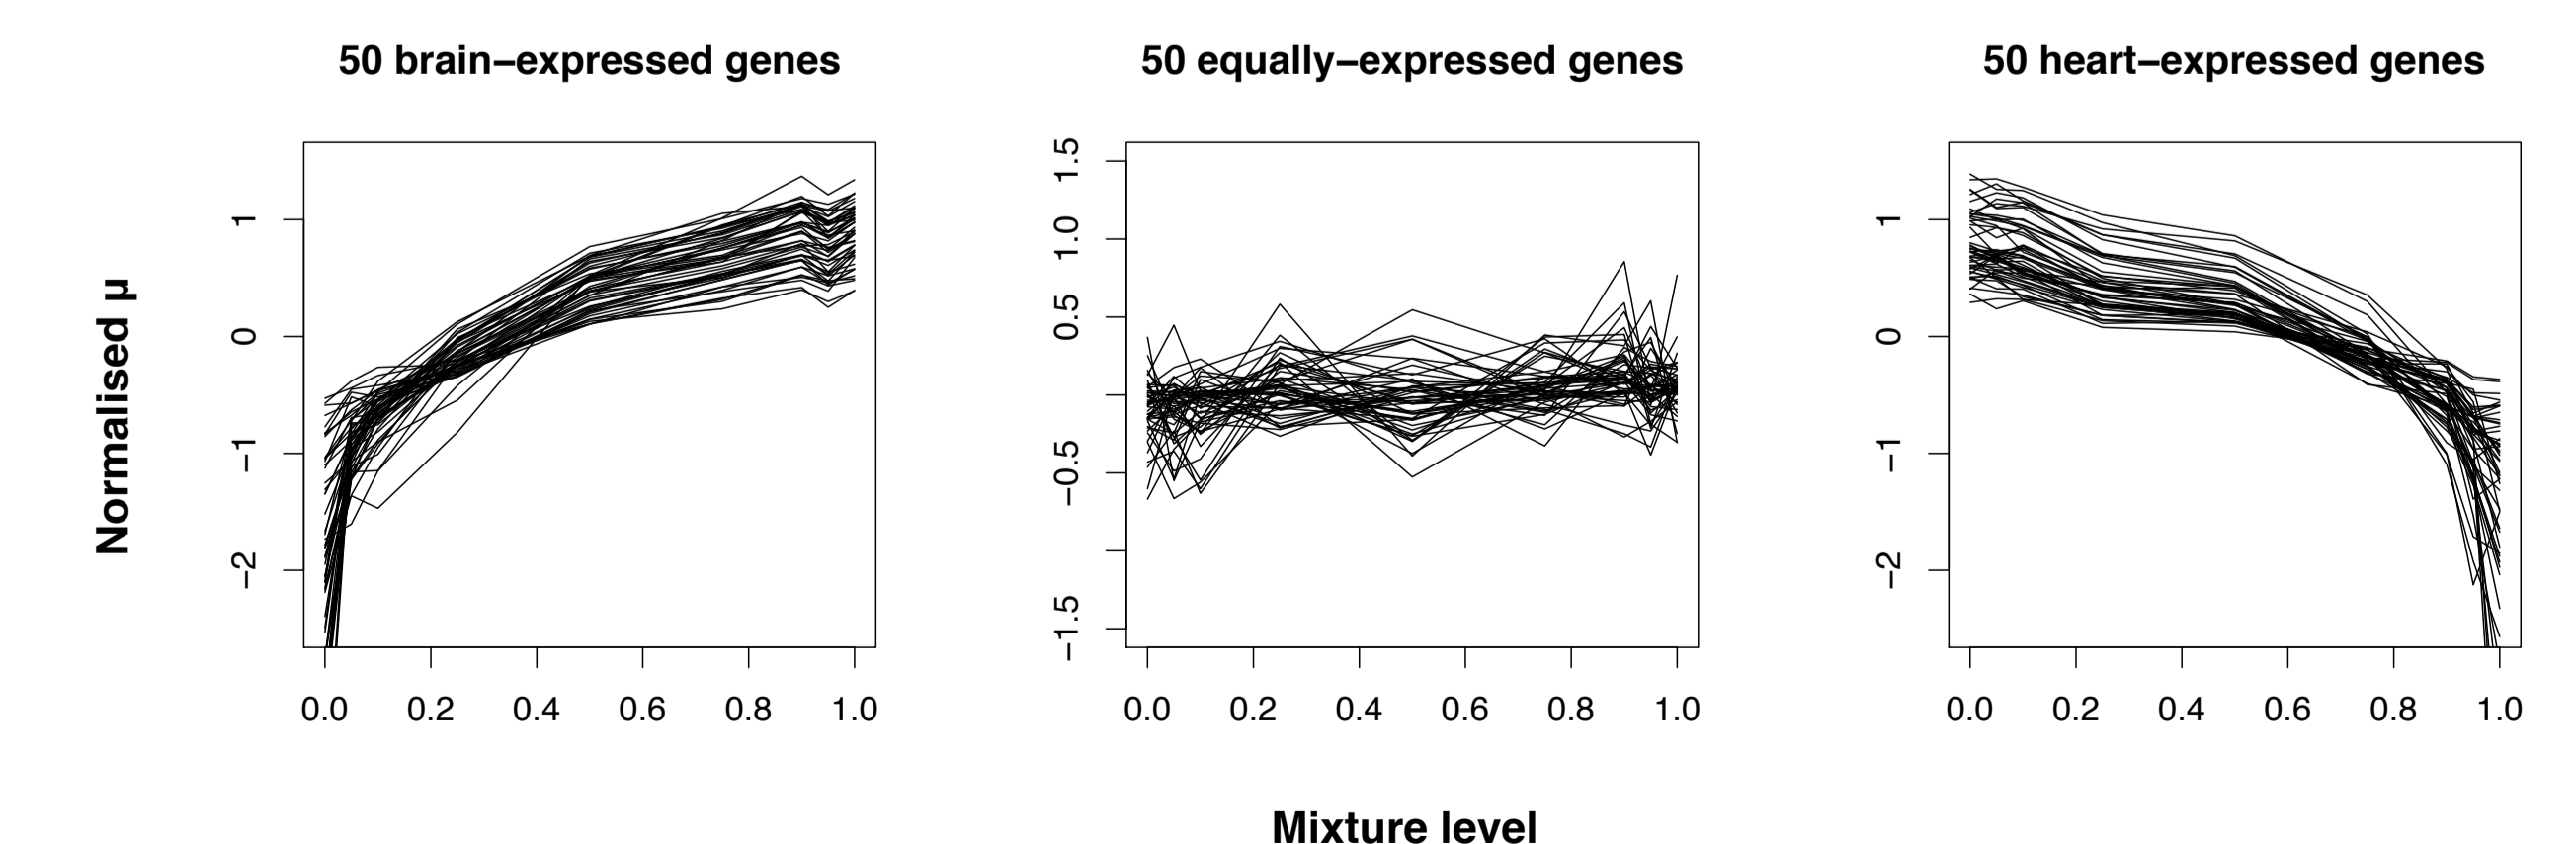 50 brain−expressed genes
50 equally−expressed genes
50 heart−expressed genes
Normalised μ
1
0
−1
−2
0.0 0.2 0.4 0.6 0.8 1.0
1.5
1.0
0.5
−0.5
−1.5
0.0 0.2 0.4 0.6 0.8 1.0
1
0
−1
−2
0.0 0.2 0.4 0.6 0.8 1.0
Mixture level